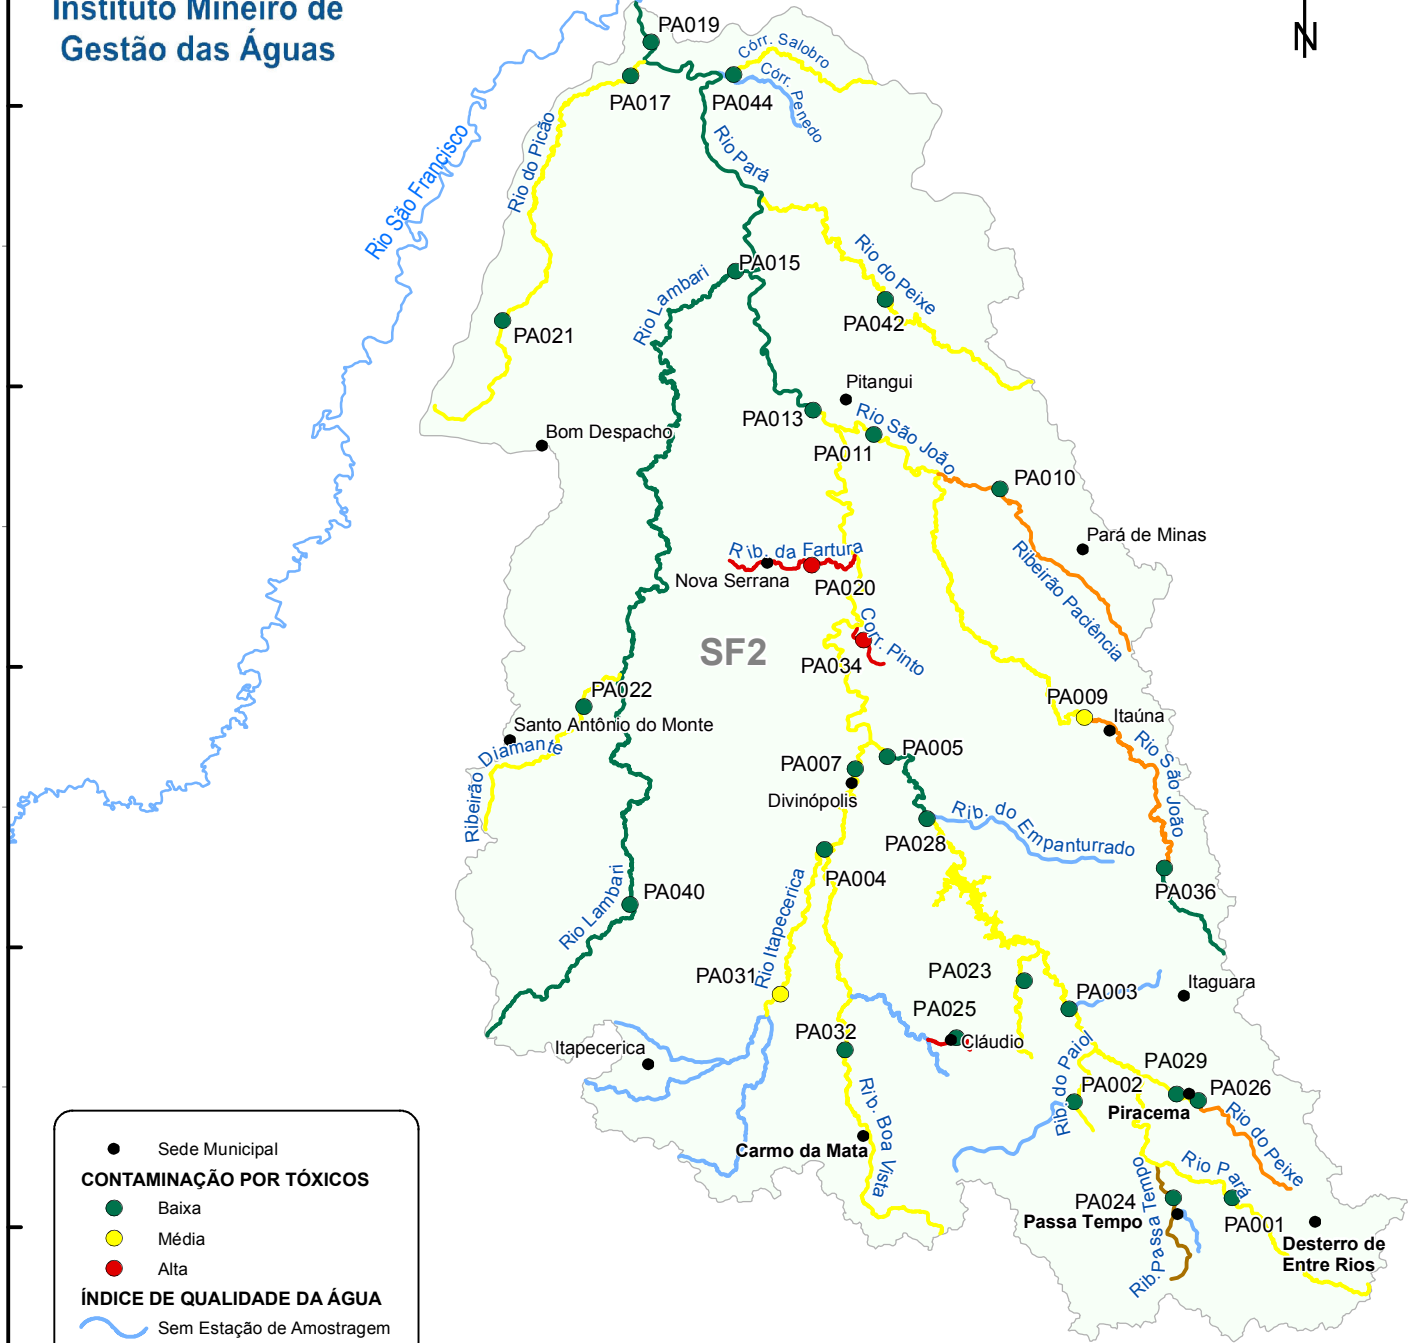 Instituto Mineiro de
Gestão das Águas
N
PA019
PA017
PA044
Córr. Salobro
Córr. Penedo
Rio São Francisco
Rio do Picão
Rio Pará
PA015
Rio Lambari
Rio do Peixe
PA042
PA021
Pitangui
PA013
Rio São João
PA011
Bom Despacho
PA010
Pará de Minas
Rib. da Fartura
Nova Serrana
PA020
Ribeirão Paciência
Corr. Pinto
SF2
PA034
PA022
PA009
Itaúna
Santo Antônio do Monte
Ribeirão Diamante
Rio São João
PA005
PA007
Divinópolis
Rib. do Empanturrado
PA028
PA004
PA036
PA040
Rio Lambari
Rio Itapecerica
PA031
PA023
PA003
Itaguara
PA025
PA032
Cláudio
Itapecerica
Rib. do Paiol
PA029
PA002
PA026
Piracema
Rio do Peixe
Rib. Boa Vista
Carmo da Mata
Rio Pará
PA024
Passa Tempo
Rib. Passa Tempo
PA001
Desterro de
Entre Rios
Sede Municipal
CONTAMINAÇÃO POR TÓXICOS
Baixa
Média
Alta
ÍNDICE DE QUALIDADE DA ÁGUA
Sem Estação de Amostragem